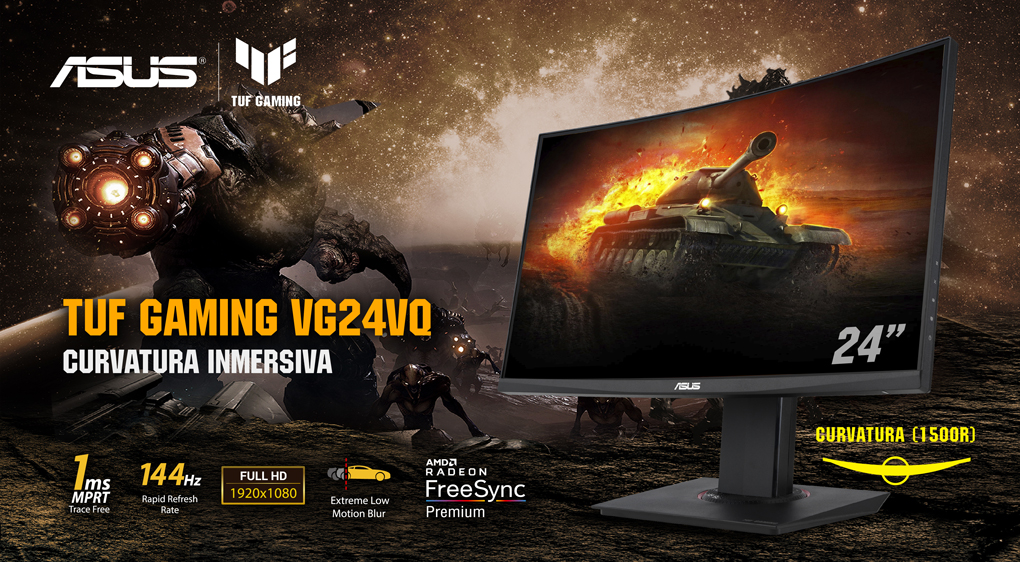 ASUS®
TUF GAMING
TUF GAMING VG24VQ
CURVATURA INMERSIVA
24”
ASUS
CURVATURA (1500R)
1ms
MPRT
Trace Free
144Hz
Rapid Refresh
Rate
FULL HD
1920x1080
Extreme Low
Motion Blur
AMD
RADEON
FreeSync
Premium